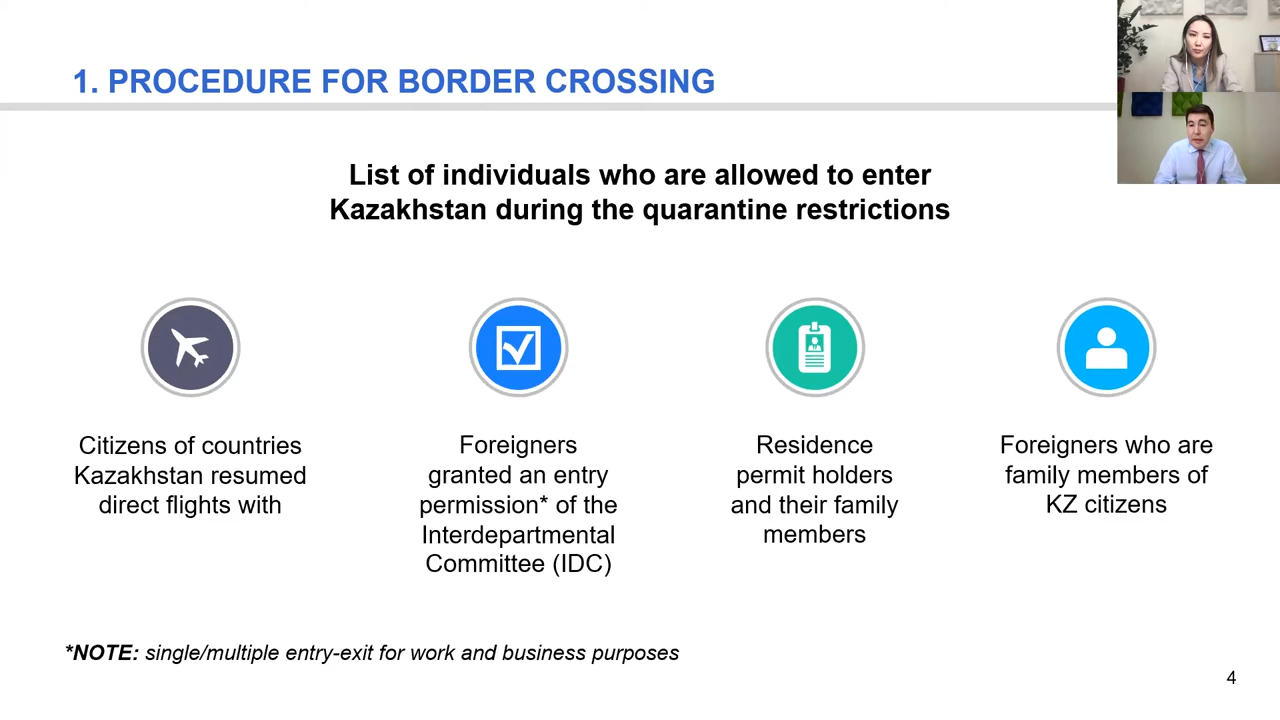 1. PROCEDURE FOR BORDER CROSSING
List of individuals who are allowed to enter
Kazakhstan during the quarantine restrictions
Citizens of countries
Kazakhstan resumed
direct flights with
Foreigners
granted an entry
permission* of the
Interdepartmental
Committee (IDC)
Residence
permit holders
and their family
members
Foreigners who are
family members of
KZ citizens
*NOTE: single/multiple entry-exit for work and business purposes
4